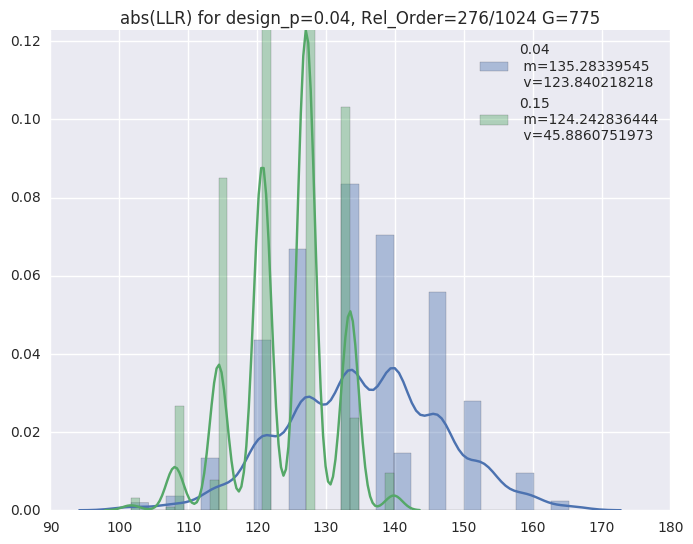 abs(LLR) for design_p=0.04, Rel_Order=276/1024 G=775
0.04
m=135.28339545
v=123.840218218
0.15
m=124.242836444
v=45.8860751973
0.12
0.10
0.08
0.06
0.04
0.02
0.00
90 100 110 120 130 140 150 160 170 180